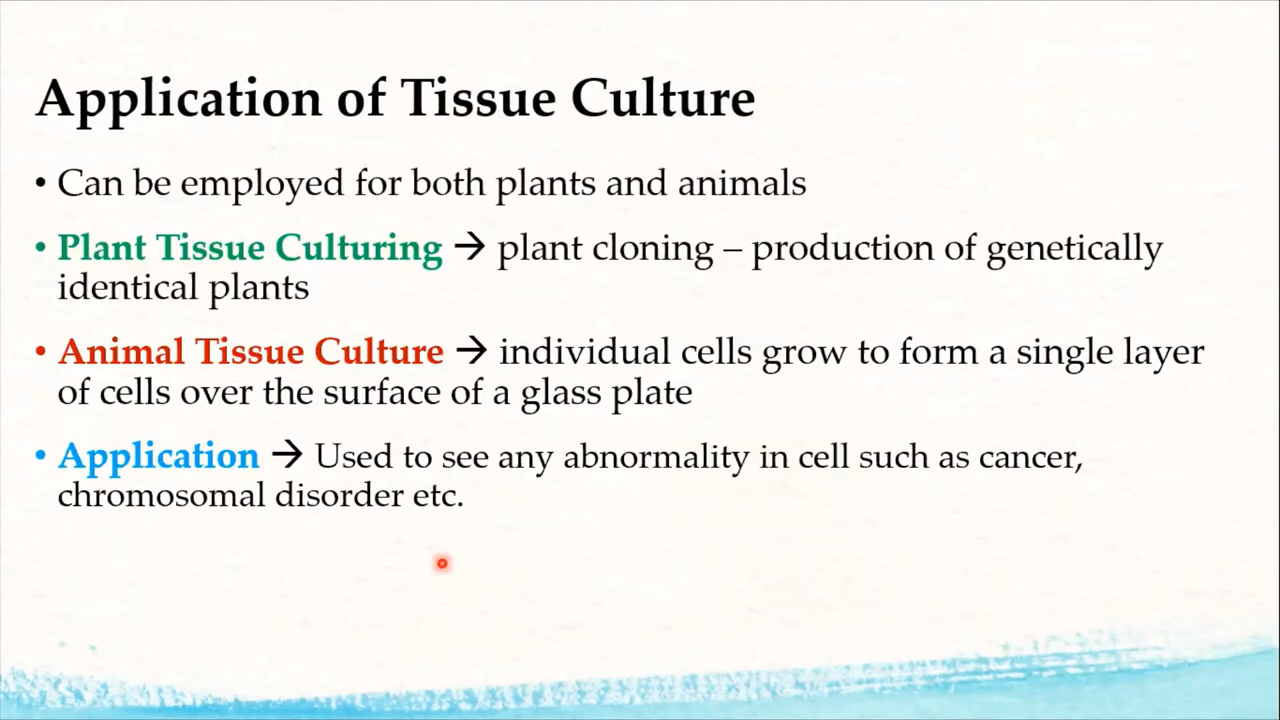 Application of Tissue Culture
• Can be employed for both plants and animals
• Plant Tissue Culturing → plant cloning – production of genetically
identical plants
• Animal Tissue Culture → individual cells grow to form a single layer
of cells over the surface of a glass plate
• Application → Used to see any abnormality in cell such as cancer,
chromosomal disorder etc.